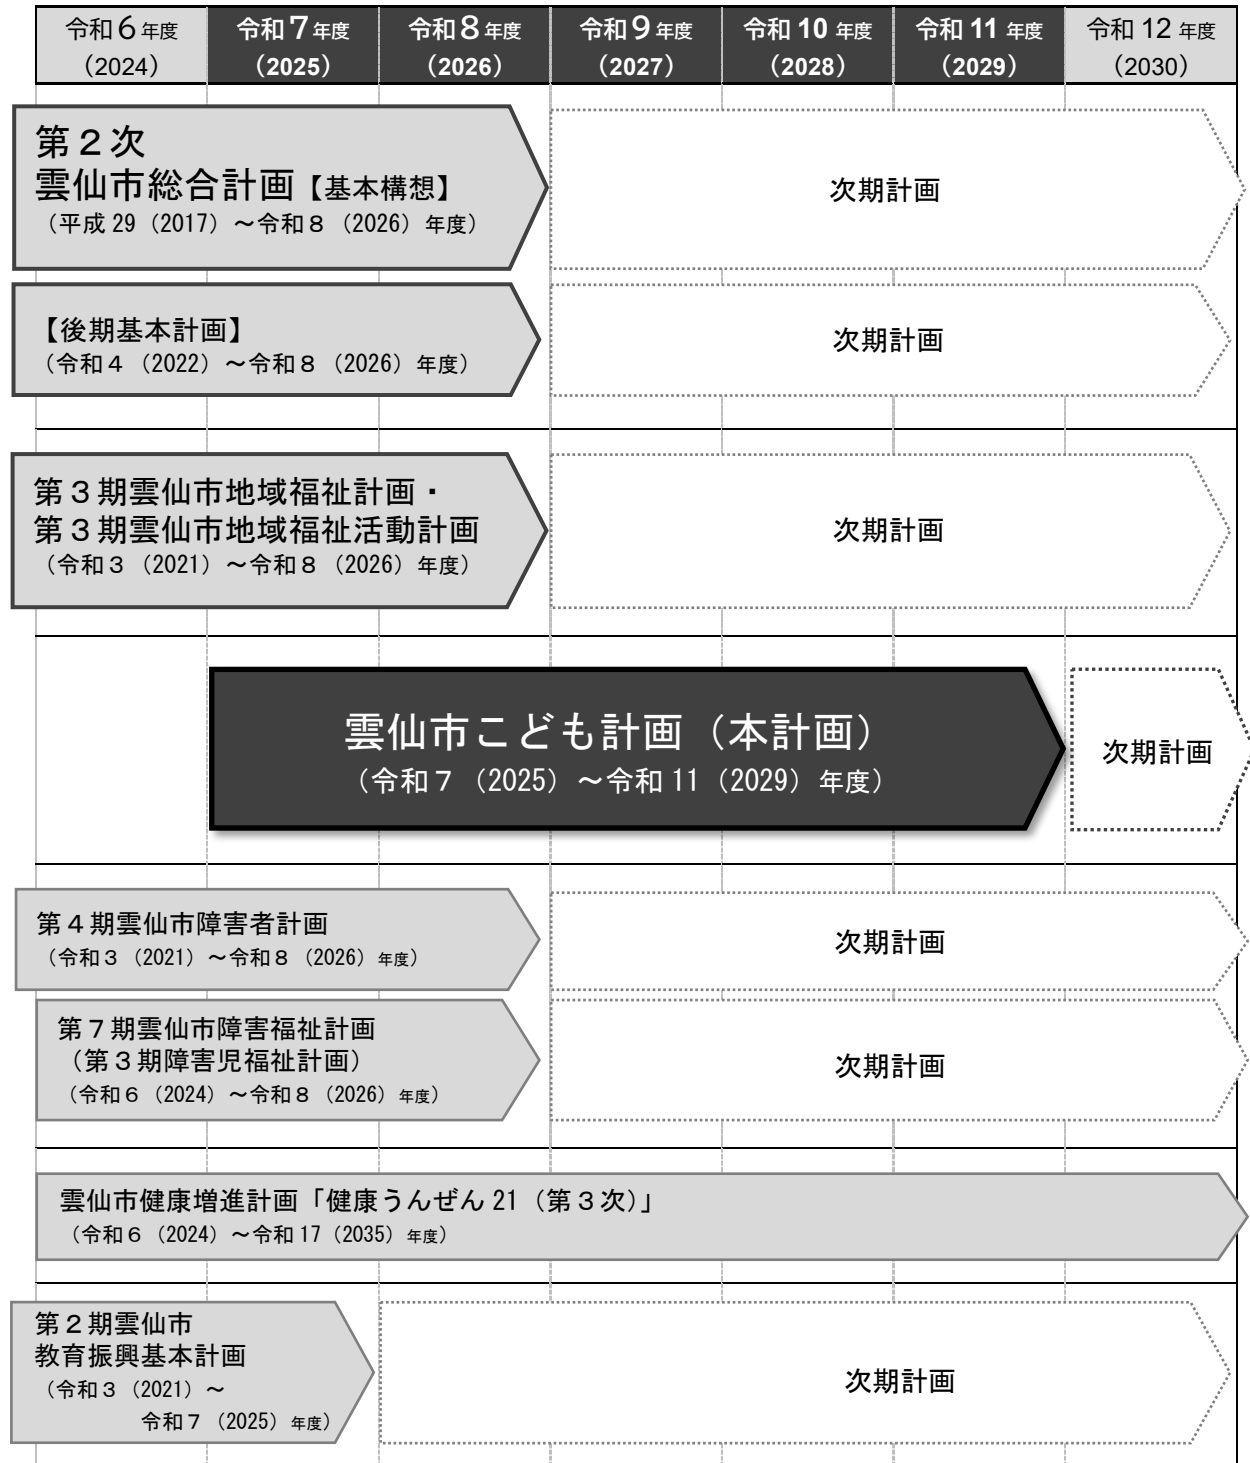 令和６年度 令和７年度 令和８年度 令和９年度 令和 10 年度 令和 11 年度 令和 12 年度
（2024） （2025） （2026） （2027） （2028） （2029） （2030）
第２次
雲仙市総合計画【基本構想】
（平成 29（2017）～令和８（2026）年度）
次期計画
【後期基本計画】
（令和４（2022）～令和８（2026）年度）
次期計画
第３期雲仙市地域福祉計画・
第３期雲仙市地域福祉活動計画
（令和３（2021）～令和８（2026）年度）
次期計画
雲仙市こども計画（本計画）
（令和７（2025）～令和 11（2029）年度）
次期計画
第４期雲仙市障害者計画
（令和３（2021）～令和８（2026）年度）
次期計画
第７期雲仙市障害福祉計画
（第３期障害児福祉計画）
（令和６（2024）～令和８（2026）年度）
次期計画
雲仙市健康増進計画「健康うんぜん 21（第３次）」
（令和６（2024）～令和 17（2035）年度）
第２期雲仙市
教育振興基本計画
（令和３（2021）～
令和７（2025）年度）
次期計画